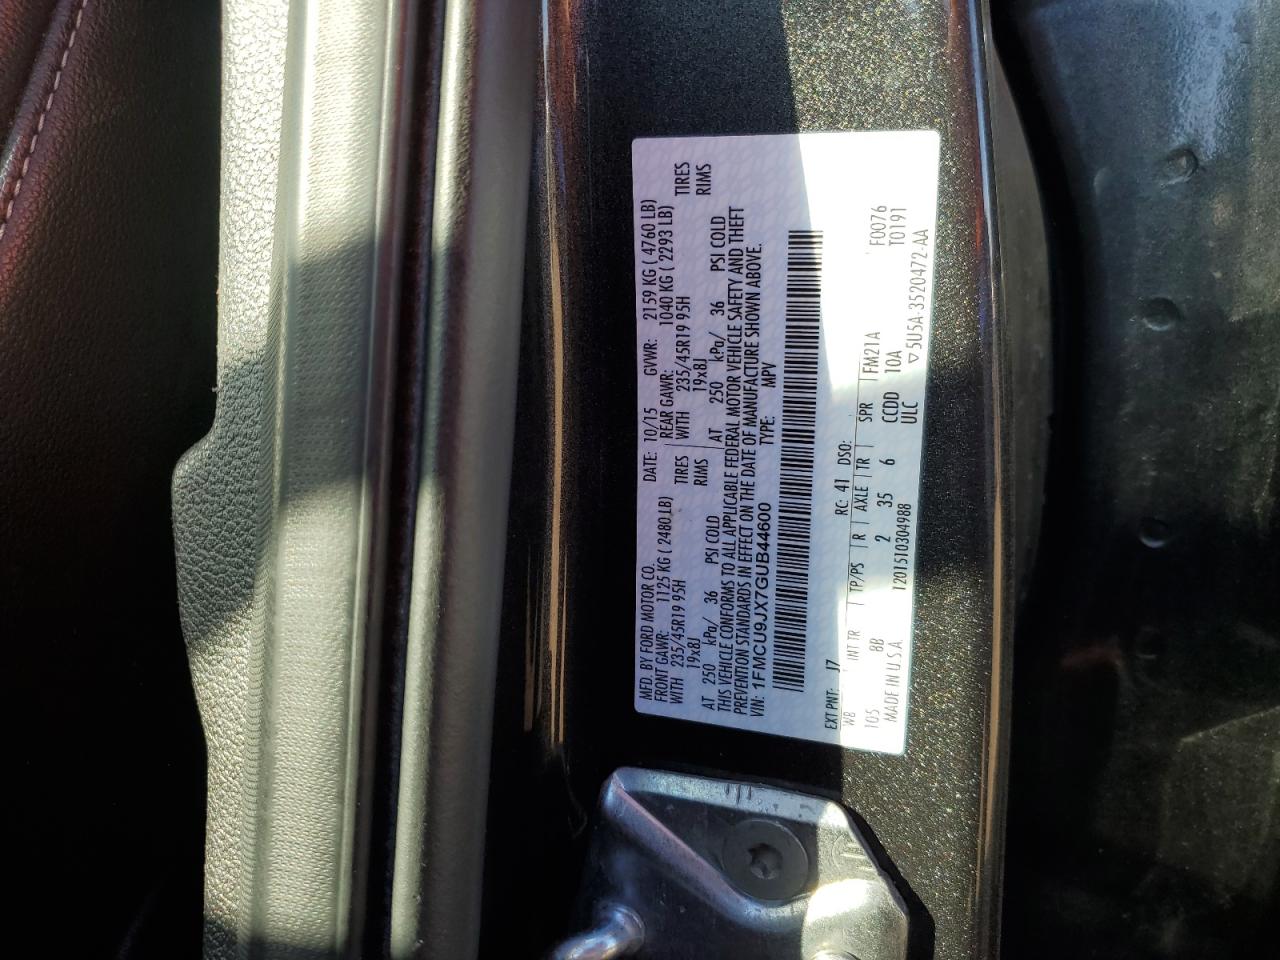 MFD. BY FORD MOTOR CO. DATE: 10/15 GVWR: 2159 KG ( 4760 LB)
FRONT GAWR: 1125 KG ( 2480 LB) REAR GAWR: 1040 KG ( 2293 LB)
WITH 235/45R19 95H TIRES WITH 235/45R19 95H TIRES
19x8J RIMS 19x8J RIMS
AT 250 kPa/ 36 PSI COLD AT 250 kPa/ 36 PSI COLD
THIS VEHICLE CONFORMS TO ALL APPLICABLE FEDERAL MOTOR VEHICLE SAFETY AND THEFT
PREVENTION STANDARDS IN EFFECT ON THE DATE OF MANUFACTURE SHOWN ABOVE.
VIN: 1FMCU9JX7GUB44600 TYPE: MPV
EXT PNT: J7 RC: 41 DSO: F0076
WB INT TR TP/PS R AXLE TR SPR FM21A T0191
105 8B 2 35 6 CCDD 10A
MADE IN U.S.A. 1201510304988 ULC ▽5U5A-3520472-AA